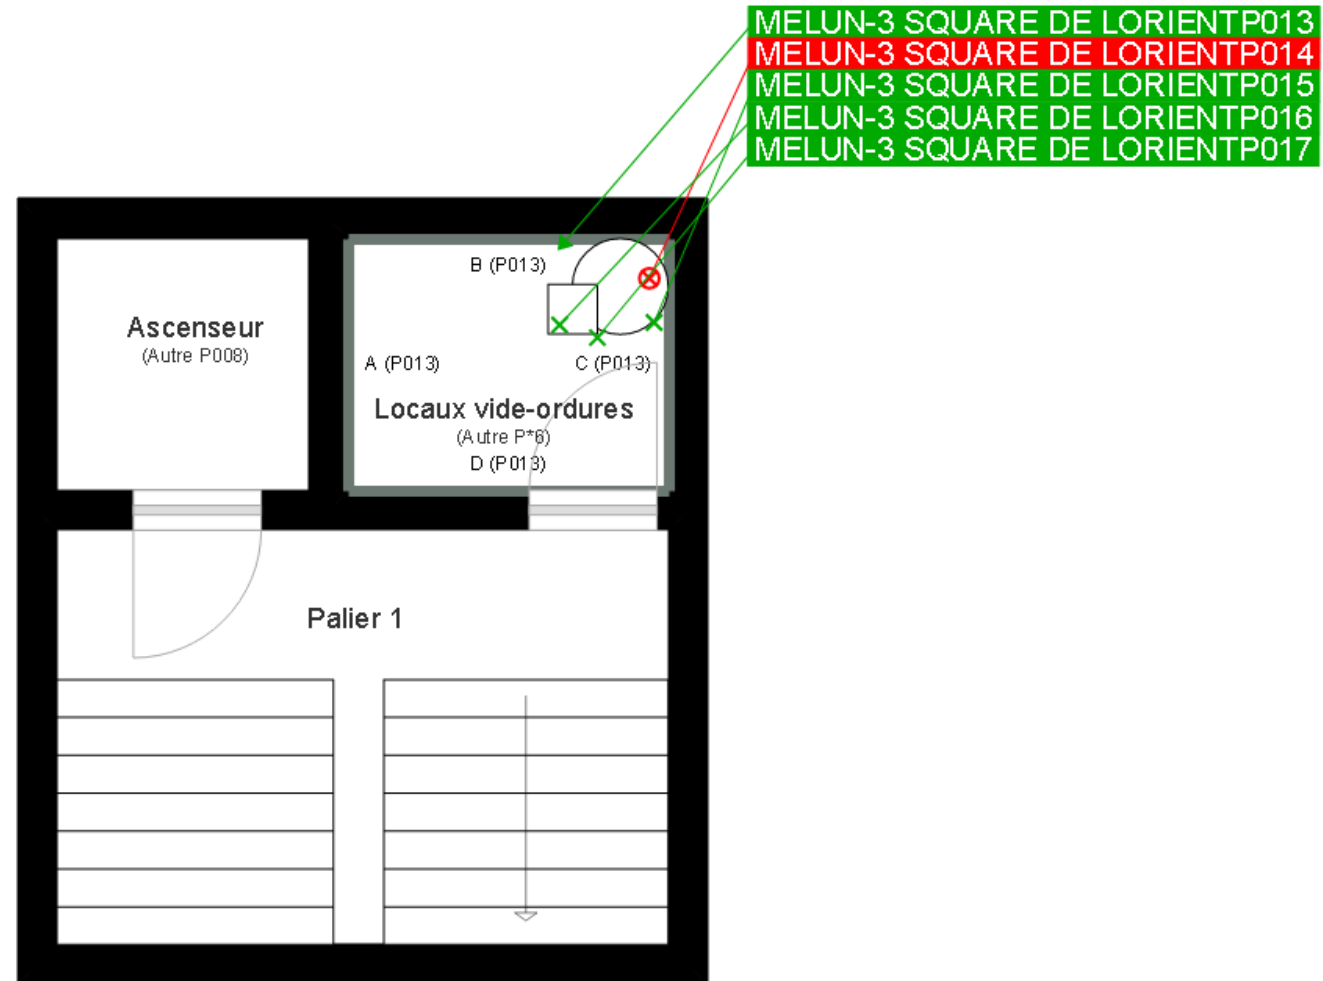 MELUN-3 SQUARE DE LORIENTP013
MELUN-3 SQUARE DE LORIENTP014
MELUN-3 SQUARE DE LORIENTP015
MELUN-3 SQUARE DE LORIENTP016
MELUN-3 SQUARE DE LORIENTP017
B (P013)
Ascenseur
(Autre P008)
A (P013)
C (P013)
Locaux vide-ordures
(Autre P*6)
D (P013)
Palier 1